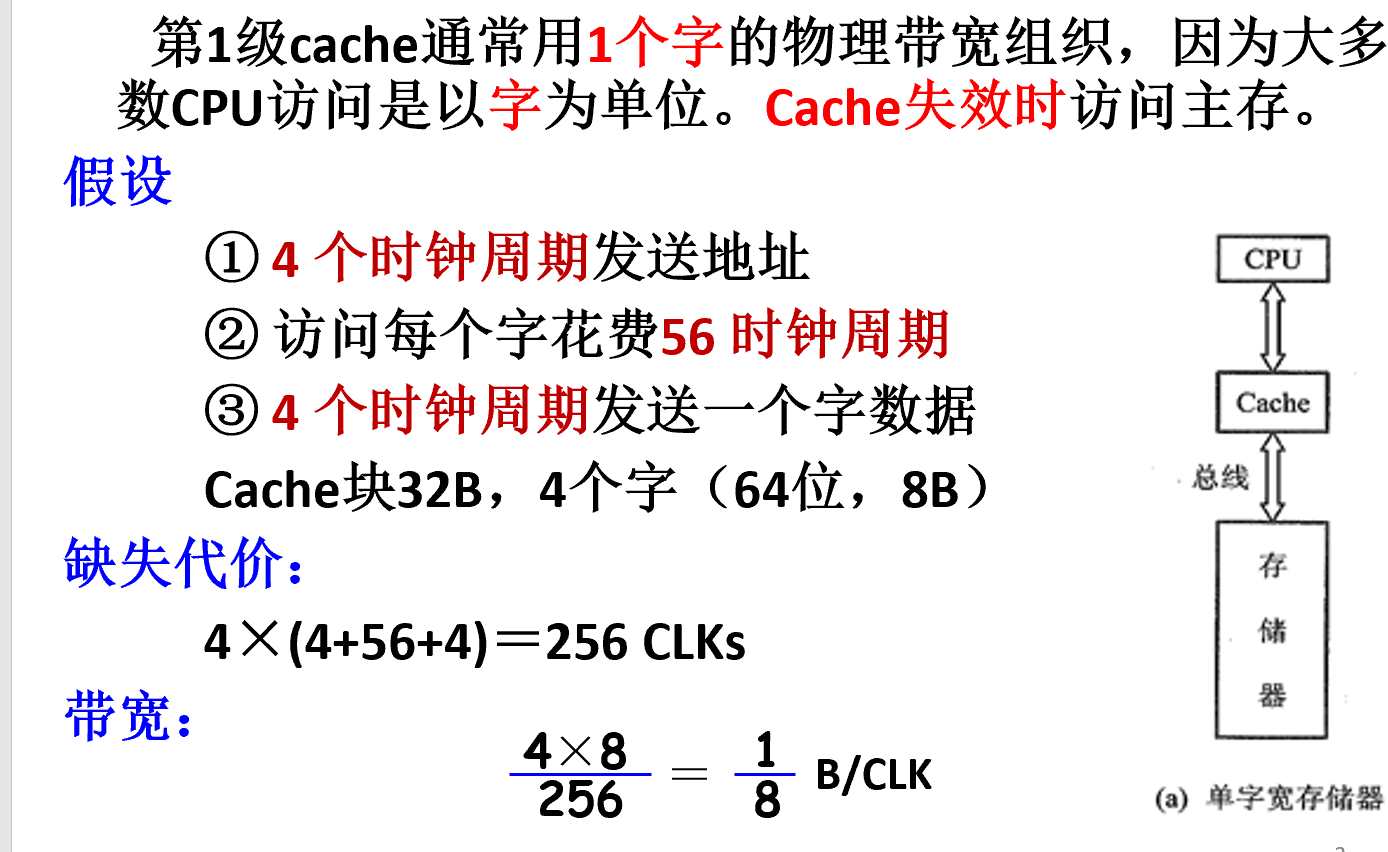 第1级cache通常用1个字的物理带宽组织，因为大多
数CPU访问是以字为单位。Cache失效时访问主存。
假设
① 4 个时钟周期发送地址
② 访问每个字花费56 时钟周期
③ 4 个时钟周期发送一个字数据
Cache块32B，4个字（64位，8B）
缺失代价：
4×(4+56+4)＝256 CLKs
带宽：
4×8/256 = 1/8 B/CLK
CPU
Cache
总线
存
储
器
(a) 单字宽存储器